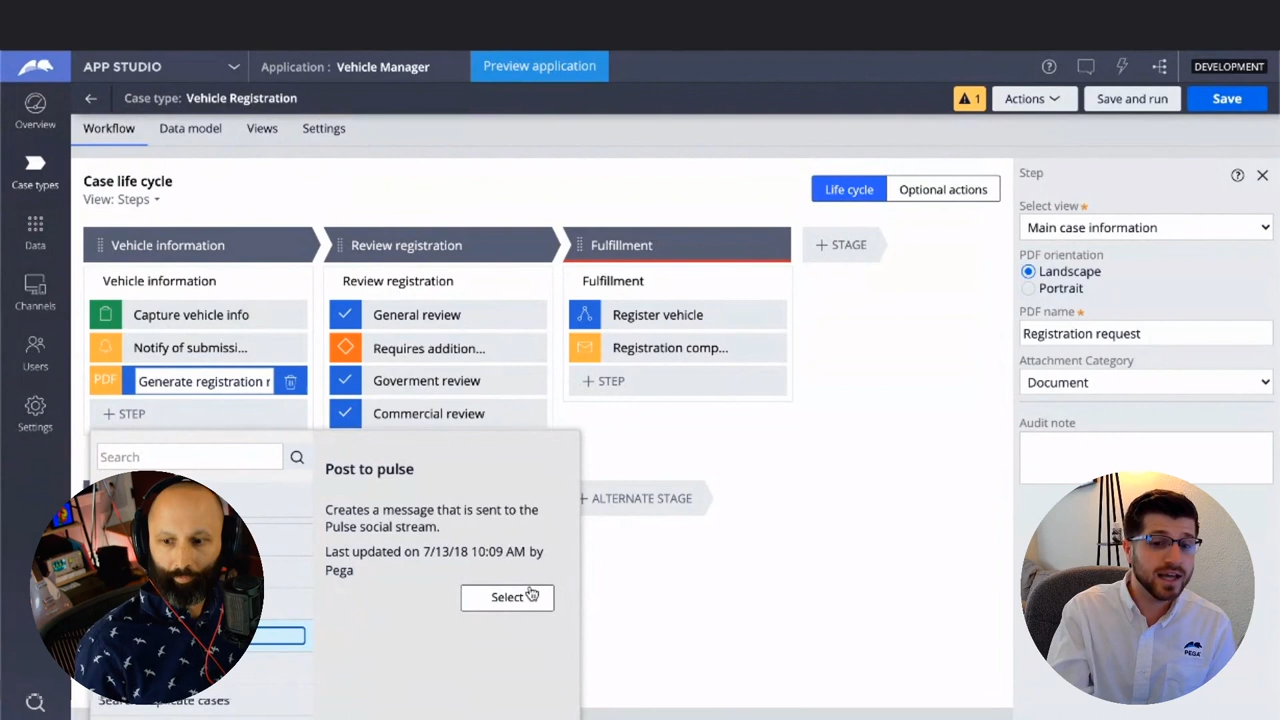 APP STUDIO
Application : Vehicle Manager
Preview application
DEVELOPMENT
Overview
Case types
Data
Channels
Users
Settings
Case type: Vehicle Registration
1
Actions
Save and run
Save
Workflow
Data model
Views
Settings
Case life cycle
View: Steps
Life cycle
Optional actions
Vehicle information
Review registration
Fulfillment
+ STAGE
Vehicle information
Capture vehicle info
Notify of submissi...
PDF
Generate registration r
+ STEP
Review registration
General review
Requires addition...
Goverment review
Commercial review
Fulfillment
Register vehicle
Registration comp...
+ STEP
+ ALTERNATE STAGE
Search
Post to pulse
Creates a message that is sent to the
Pulse social stream.
Last updated on 7/13/18 10:09 AM by
Pega
Select
Step
Select view*
Main case information
PDF orientation
Landscape
Portrait
PDF name*
Registration request
Attachment Category
Document
Audit note
PEGA